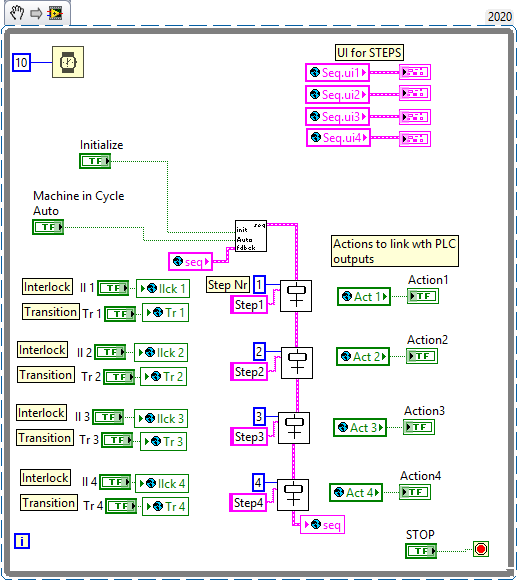 2020
10
UI for STEPS
Seq.ui1
Seq.ui2
Seq.ui3
Seq.ui4
Initialize
TF
Machine in Cycle
Auto
TF
seq
init
Auto
fdbck
seq
Actions to link wth PLC
outputs
Interlock
Il 1
TF
Ilck 1
Step Nr
1
Transition
Tr 1
TF
Tr 1
Step1
Act 1
Action1
TF
Interlock
Il 2
TF
Ilck 2
2
Transition
Tr 2
TF
Tr 2
Step2
Act 2
Action2
TF
Interlock
Il 3
TF
Ilck 3
3
Transition
Tr 3
TF
Tr 3
Step3
Act 3
Action3
TF
Interlock
Il 4
TF
Ilck 4
4
Transition
Tr 4
TF
Tr 4
Step4
Act 4
Action4
TF
seq
i
STOP
TF